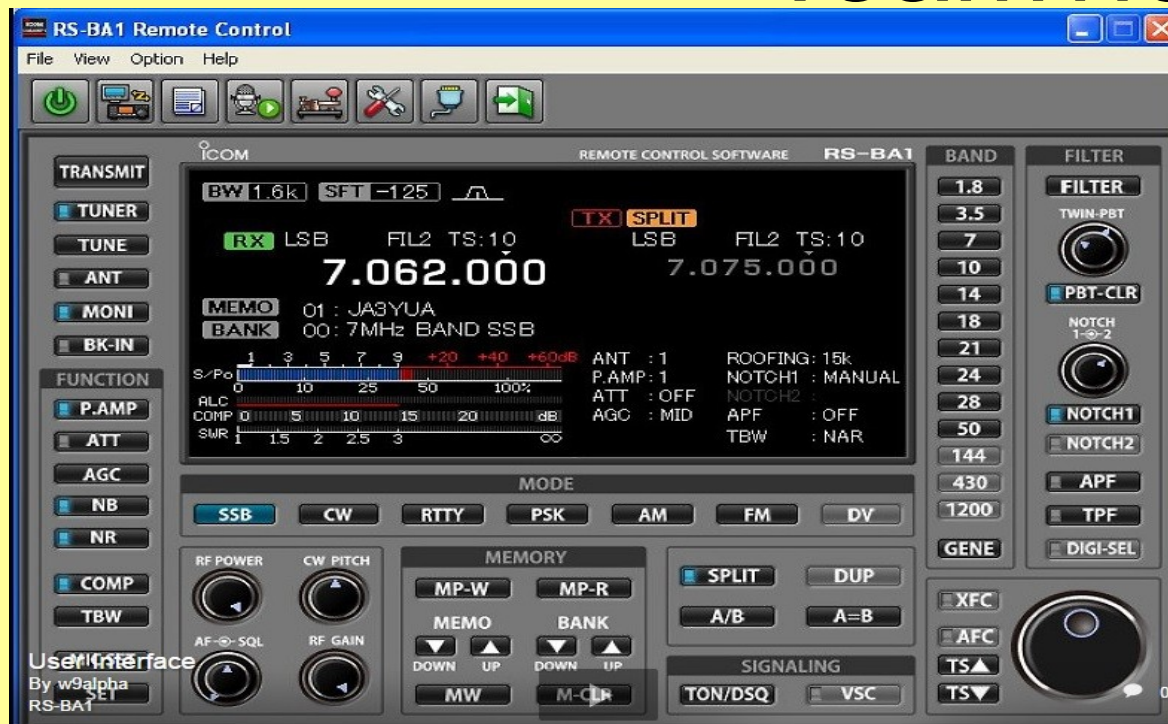 RS-BA1 Remote Control
File View Option Help
ICOM REMOTE CONTROL SOFTWARE RS-BA1
BW 1.6k SFT -125
TX SPLIT
RX LSB FIL2 TS:10 LSB FIL2 TS:10
7.062.000 7.075.000
MEMO 01 : JA3YUA
BANK 00 : 7MHz BAND SSB
1 3 5 7 9 +20 +40 +60dB
S/Po
0 10 25 50 100%
ALC
COMP 0 5 10 15 20 dB
SWR 1 1.5 2 2.5 3 ∞
ANT :1
P.AMP:1
ATT :OFF
AGC :MID
ROOFING: 15k
NOTCH1 : MANUAL
NOTCH2 :
APF : OFF
TBW : NAR
TRANSMIT
TUNER
TUNE
ANT
MONI
BK-IN
FUNCTION
P.AMP
ATT
AGC
NB
NR
COMP
TBW
SET
MODE
SSB CW RTTY PSK AM FM DV
RF POWER CW PITCH
AF SQL RF GAIN
MEMORY
MP-W MP-R
MEMO BANK
DOWN UP DOWN UP
MW M-CLR
SPLIT DUP
A/B A=B
SIGNALING
TON/DSQ VSC
BAND
1.8
3.5
7
10
14
18
21
24
28
50
144
430
1200
GENE
FILTER
FILTER
TWIN-PBT
PBT-CLR
NOTCH
1 2
NOTCH1
NOTCH2
APF
TPF
DIGI-SEL
XFC
AFC
TS▲
TS▼
User Interface
By w9alpha
RS-BA1